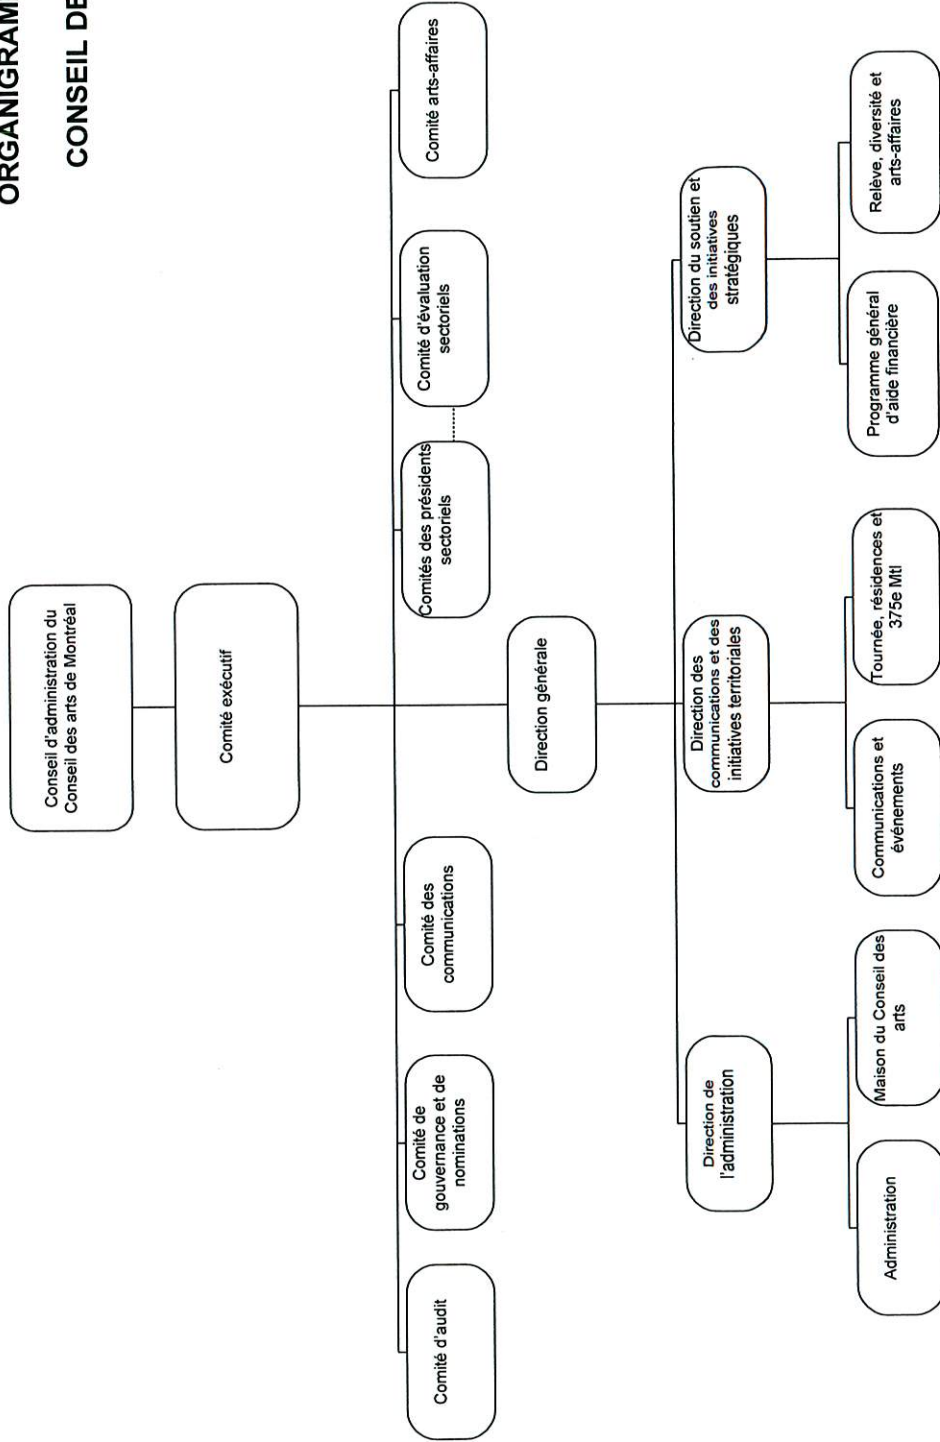 ORGANIGRAM
CONSEIL DE
Conseil d'administration du
Conseil des arts de Montréal
Comité exécutif
Comité d'audit
Comité de
gouvernance et de
nominations
Comité des
communications
Comités des présidents
sectoriels
Comité d'évaluation
sectoriels
Comité arts-affaires
Direction générale
Direction de
l'administration
Direction des
communications et des
initiatives territoriales
Direction du soutien et
des initiatives
stratégiques
Administration
Maison du Conseil des
arts
Communications et
événements
Tournée, résidences et
375e Mtl
Programme général
d'aide financière
Relève, diversité et
arts-affaires